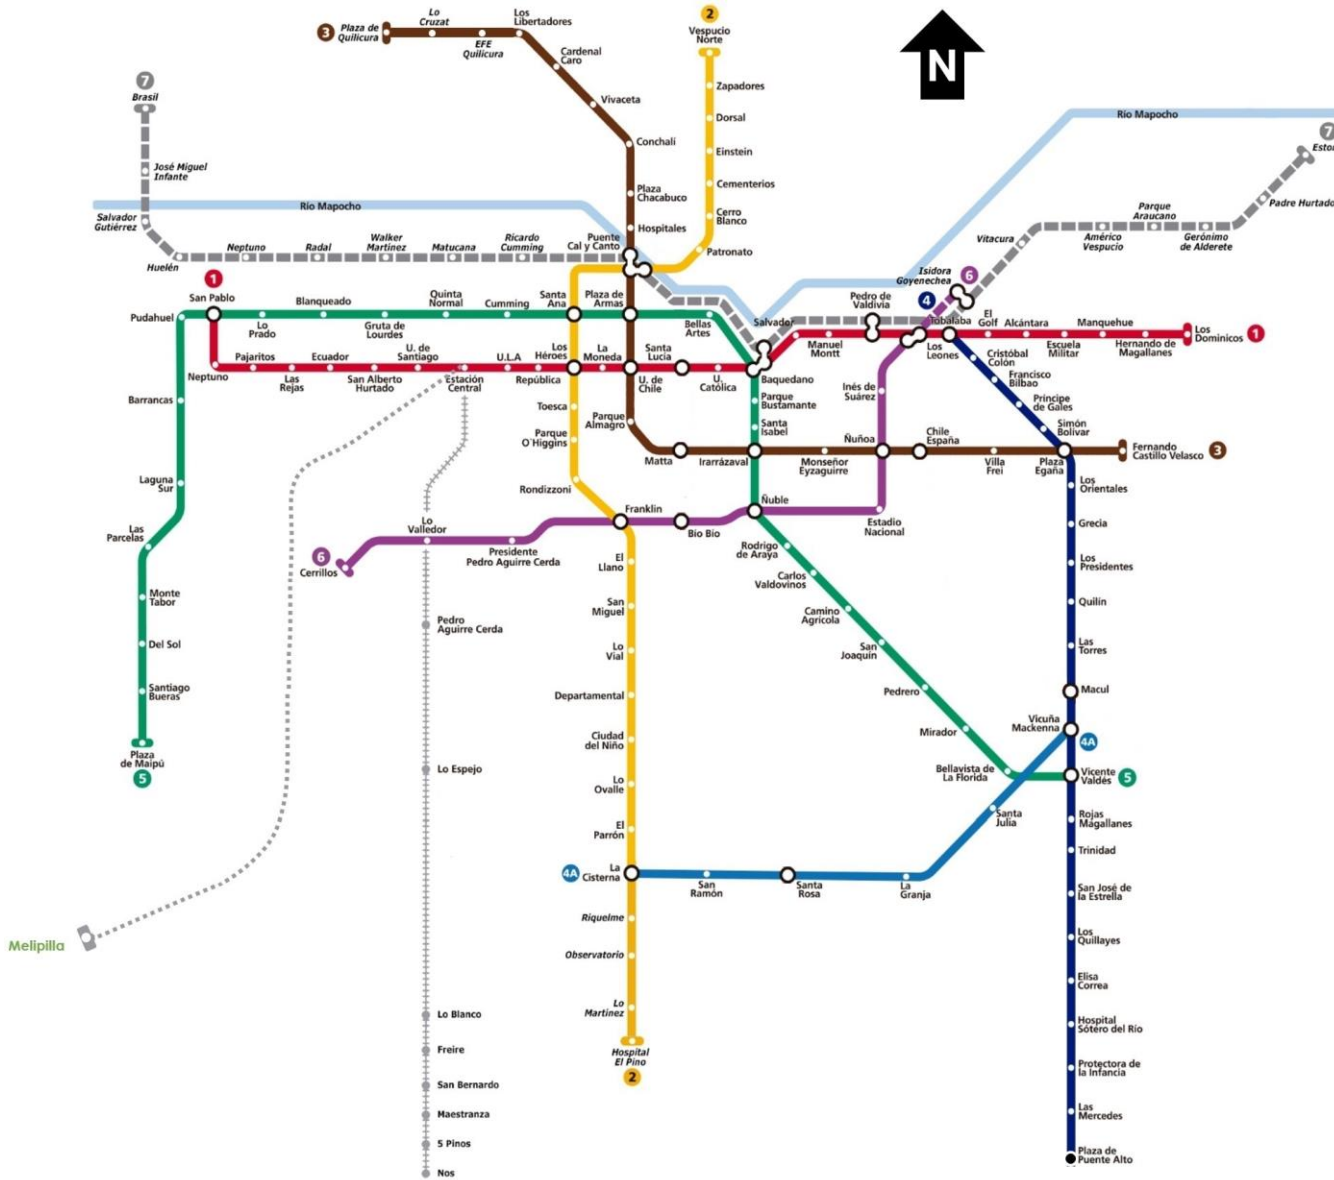 2
Vespucio
Norte
3
Plaza de
Quilicura
Lo
Cruzat
EFE
Quilicura
Los
Libertadores
Cardenal
Caro
Vivaceta
Conchalí
Plaza
Chacabuco
Hospitales
Puente
Cal y Canto
Zapadores
Dorsal
Einstein
Cementerios
Cerro
Blanco
Patronato
N
Río Mapocho
7
Brasil
José Miguel
Infante
Salvador
Gutiérrez
Huelén
Río Mapocho
Neptuno
Radal
Walker
Martínez
Matucana
Ricardo
Cumming
7
Padre Hurtado
Parque
Araucano
Vitacura
Américo
Vespucio
Gerónimo
de Alderete
Isidora
Goyenechea
6
4
1
San Pablo
Pudahuel
Lo
Prado
Blanqueado
Gruta de
Lourdes
Quinta
Normal
Cumming
Santa
Ana
Plaza de
Armas
Bellas
Artes
Salvador
Pedro de
Valdivia
Tobalaba
El
Golf
Alcántara
Escuela
Militar
Manquehue
Hernando de
Magallanes
Los
Dominicos
1
Manuel
Montt
Los
Leones
Neptuno
Pajaritos
Las
Rejas
Ecuador
San Alberto
Hurtado
U. de
Santiago
Estación
Central
U.L.A
República
Los
Héroes
La
Moneda
U. de
Chile
Santa
Lucia
U.
Católica
Baquedano
Cristóbal
Colón
Francisco
Bilbao
Príncipe
de Gales
Simón
Bolívar
Plaza
Egaña
Fernando
Castillo Velasco
3
Inés de
Suárez
Parque
Bustamante
Santa
Isabel
Barrancas
Toesca
Parque
O´Higgins
Rondizzoni
Parque
Almagro
Matta
Irarrázaval
Monseñor
Eyzaguirre
Ñuñoa
Chile
España
Villa
Frei
Laguna
Sur
Las
Parcelas
Monte
Tabor
Del Sol
Santiago
Bueras
Plaza
de Maipú
5
6
Cerrillos
Lo
Valledor
Presidente
Pedro Aguirre Cerda
Franklin
Bío Bío
Ñuble
Estadio
Nacional
Los
Orientales
Grecia
Los
Presidentes
Quilín
Las
Torres
Macul
Vicuña
Mackenna
4A
Vicente
Valdés
5
Rodrigo
de Araya
Carlos
Valdovinos
Camino
Agrícola
San
Joaquín
Pedrero
Mirador
Bellavista de
La Florida
El
Llano
San
Miguel
Lo
Vial
Departamental
Ciudad
del Niño
Lo
Ovalle
El
Parrón
4A
La
Cisterna
San
Ramón
Santa
Rosa
La
Granja
Santa
Julia
Rojas
Magallanes
Trinidad
San José de
la Estrella
Los
Quillayes
Elisa
Correa
Hospital
Sótero del Río
Protectora de
la Infancia
Las
Mercedes
Plaza de
Puente Alto
Riquelme
Observatorio
Lo
Martínez
Hospital
El Pino
2
Pedro
Aguirre Cerda
Lo Espejo
Melipilla
Lo Blanco
Freire
San Bernardo
Maestranza
5 Pinos
Nos